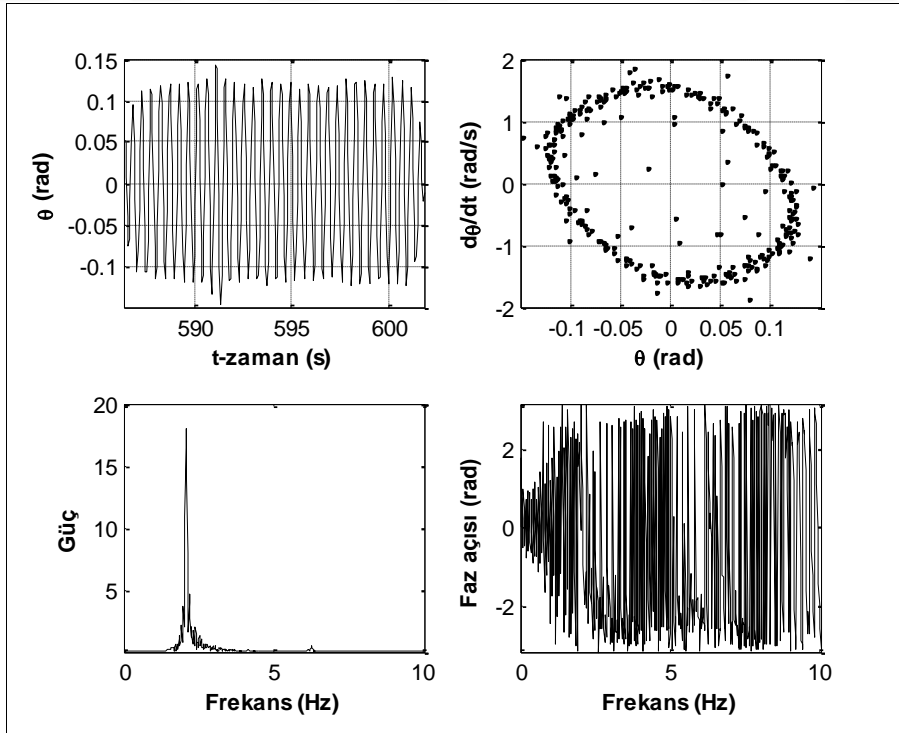 0.15
0.1
0.05
0
-0.05
-0.1
θ (rad)
590 595 600
t-zaman (s)
2
1
0
-1
-2
dθ/dt (rad/s)
-0.1 -0.05 0 0.05 0.1
θ (rad)
20
15
10
5
Güç
0 5 10
Frekans (Hz)
2
0
-2
Faz açısı (rad)
0 5 10
Frekans (Hz)